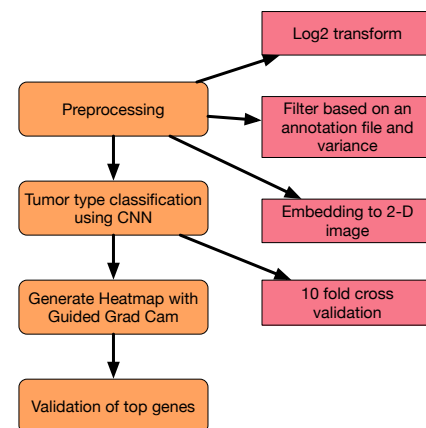 Log2 transform
Preprocessing
Filter based on an
annotation file and
variance
Tumor type classification
using CNN
Embedding to 2-D
image
Generate Heatmap with
Guided Grad Cam
10 fold cross
validation
Validation of top genes